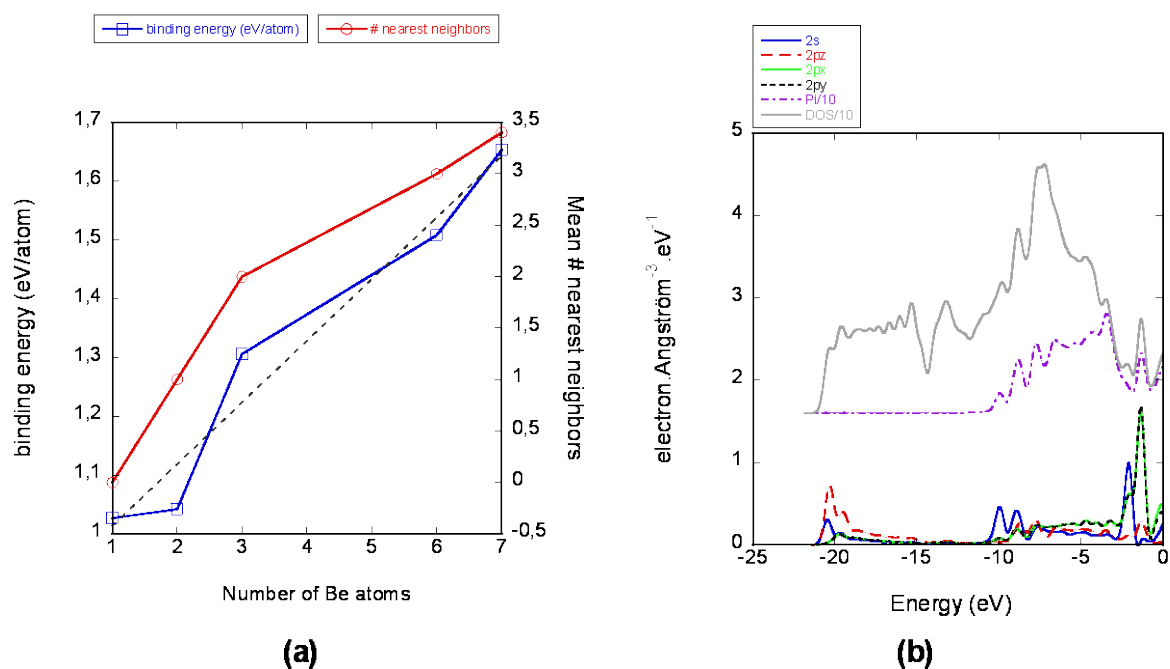 binding energy (eV/atom)
# nearest neighbors
1,7
1,6
1,5
1,4
1,3
1,2
1,1
1
binding energy (eV/atom)
3,5
3
2,5
2
1,5
1
0,5
0
-0,5
Mean # nearest neighbors
1 2 3 4 5 6 7
Number of Be atoms
(a)
2s
2pz
2px
2py
Pi/10
DOS/10
5
4
3
2
1
0
electron.Angström⁻³.eV⁻¹
-25 -20 -15 -10 -5 0
Energy (eV)
(b)